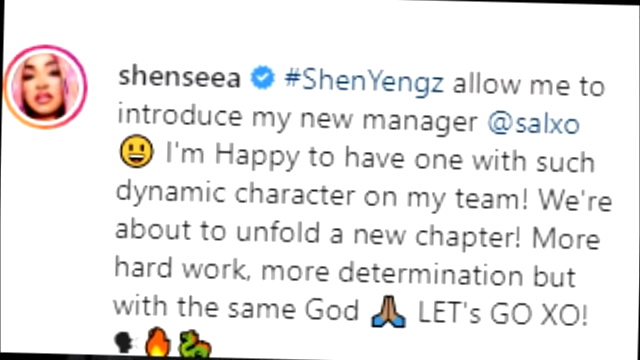 shenseea #ShenYengz allow me to
introduce my new manager @salxo
😃 I'm Happy to have one with such
dynamic character on my team! We're
about to unfold a new chapter! More
hard work, more determination but
with the same God 🙏🏽 LET's GO XO!
🗣🔥🐉